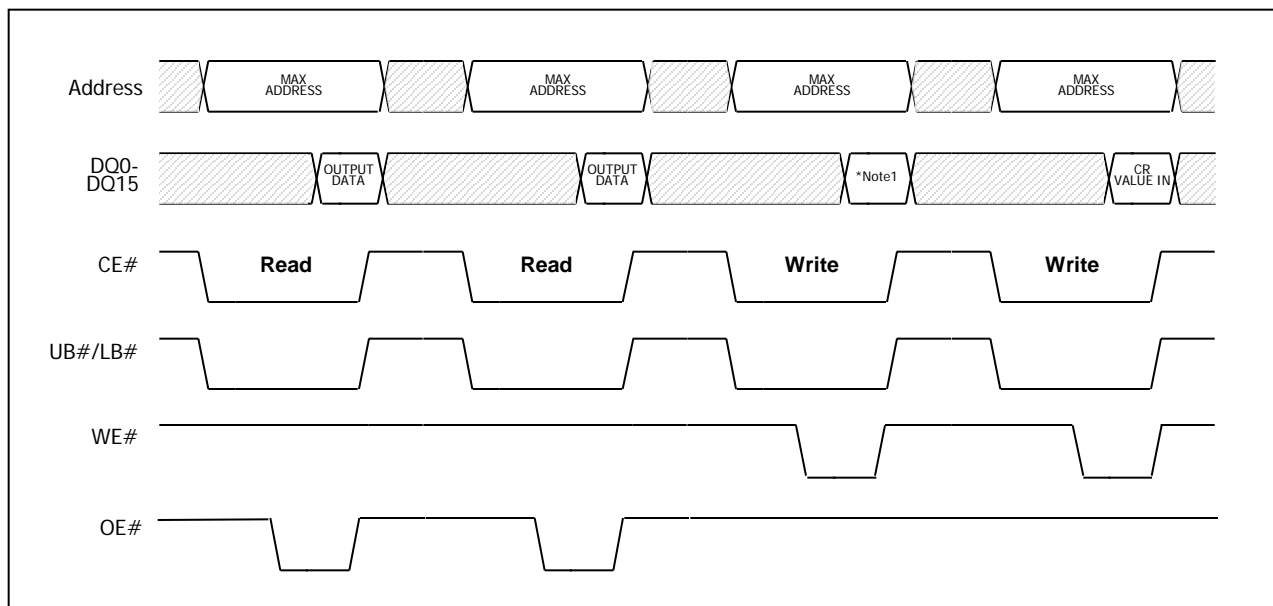 Address
MAX
ADDRESS
MAX
ADDRESS
MAX
ADDRESS
MAX
ADDRESS
DQ0-
DQ15
OUTPUT
DATA
OUTPUT
DATA
*Note1
CR
VALUE IN
CE#
Read
Read
Write
Write
UB#/LB#
WE#
OE#